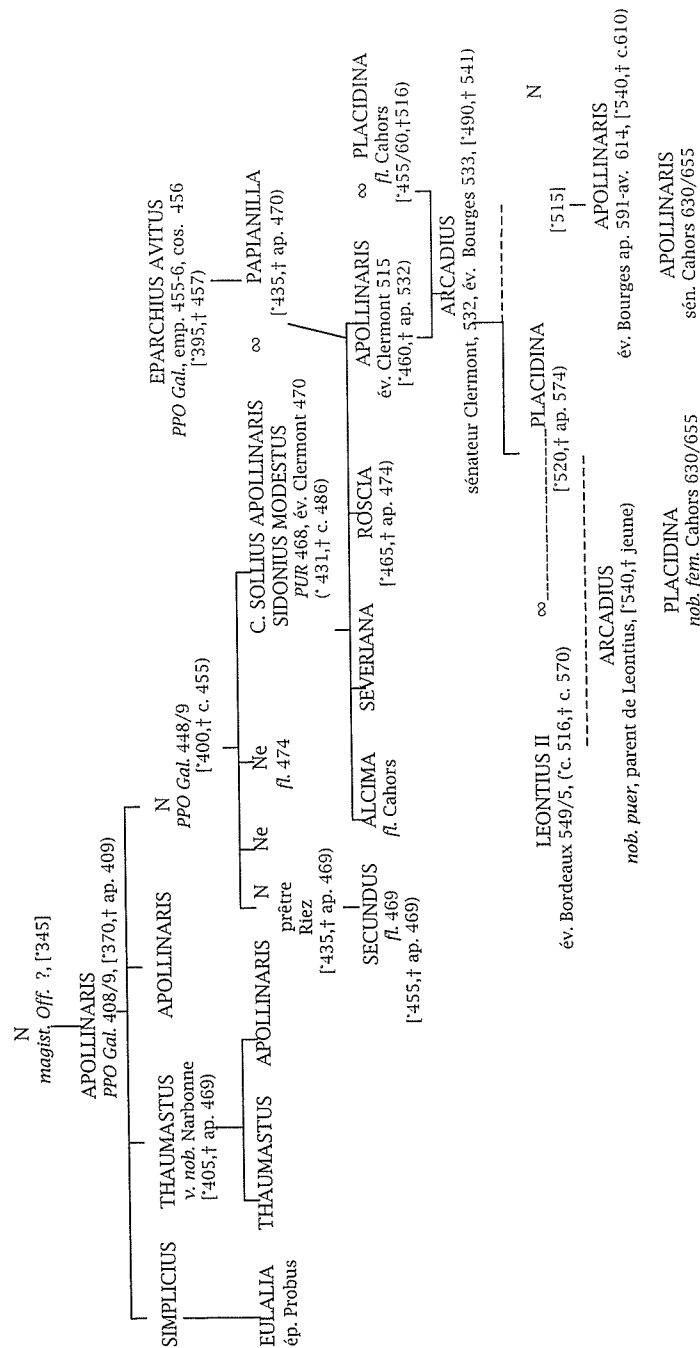 N
magist. Off. ?, [*345]
APOLLINARIS
PPO Gal. 408/9, [*370,† ap. 409]
SIMPLICIUS
THAUMASTUS
v. nob. Narbonne
[*405,† ap. 469)
APOLLINARIS
N
PPO Gal. 448/9
[*400,† c. 455)
EPARCHIUS AVITUS
PPO Gal., emp. 455-6, cos. 456
[*395,† 457)
EULALIA
ép. Probus
THAUMASTUS
APOLLINARIS
N
prêtre
Riez
[*435,† ap. 469)
Ne
Ne
fl. 474
C. SOLLIUS APOLLINARIS
SIDONIUS MODESTUS
PUR 468, év. Clermont 470
(* 431,† c. 486)
∞
PAPIANILLA
[*435,† ap. 470)
SECUNDUS
fl. 469
[*455,† ap. 469)
ALCIMA
fl. Cahors
SEVERIANA
ROSCIA
[*465,† ap. 474)
APOLLINARIS
év. Clermont 515
[*460,† ap. 532)
∞
PLACIDINA
fl. Cahors
[*455/60,†516)
ARCADIUS
sénateur Clermont, 532, év. Bourges 533, [*490,† 541)
LEONTIUS II
év. Bordeaux 549/5, (*c. 516,† c. 570)
∞
PLACIDINA
[*520,† ap. 574)
N
[*515]
ARCADIUS
nob. puer, parent de Leontius, [*540,† jeune)
APOLLINARIS
év. Bourges ap. 591-av. 614, [*540,† c.610)
PLACIDINA
nob. fem. Cahors 630/655
APOLLINARIS
sén. Cahors 630/655